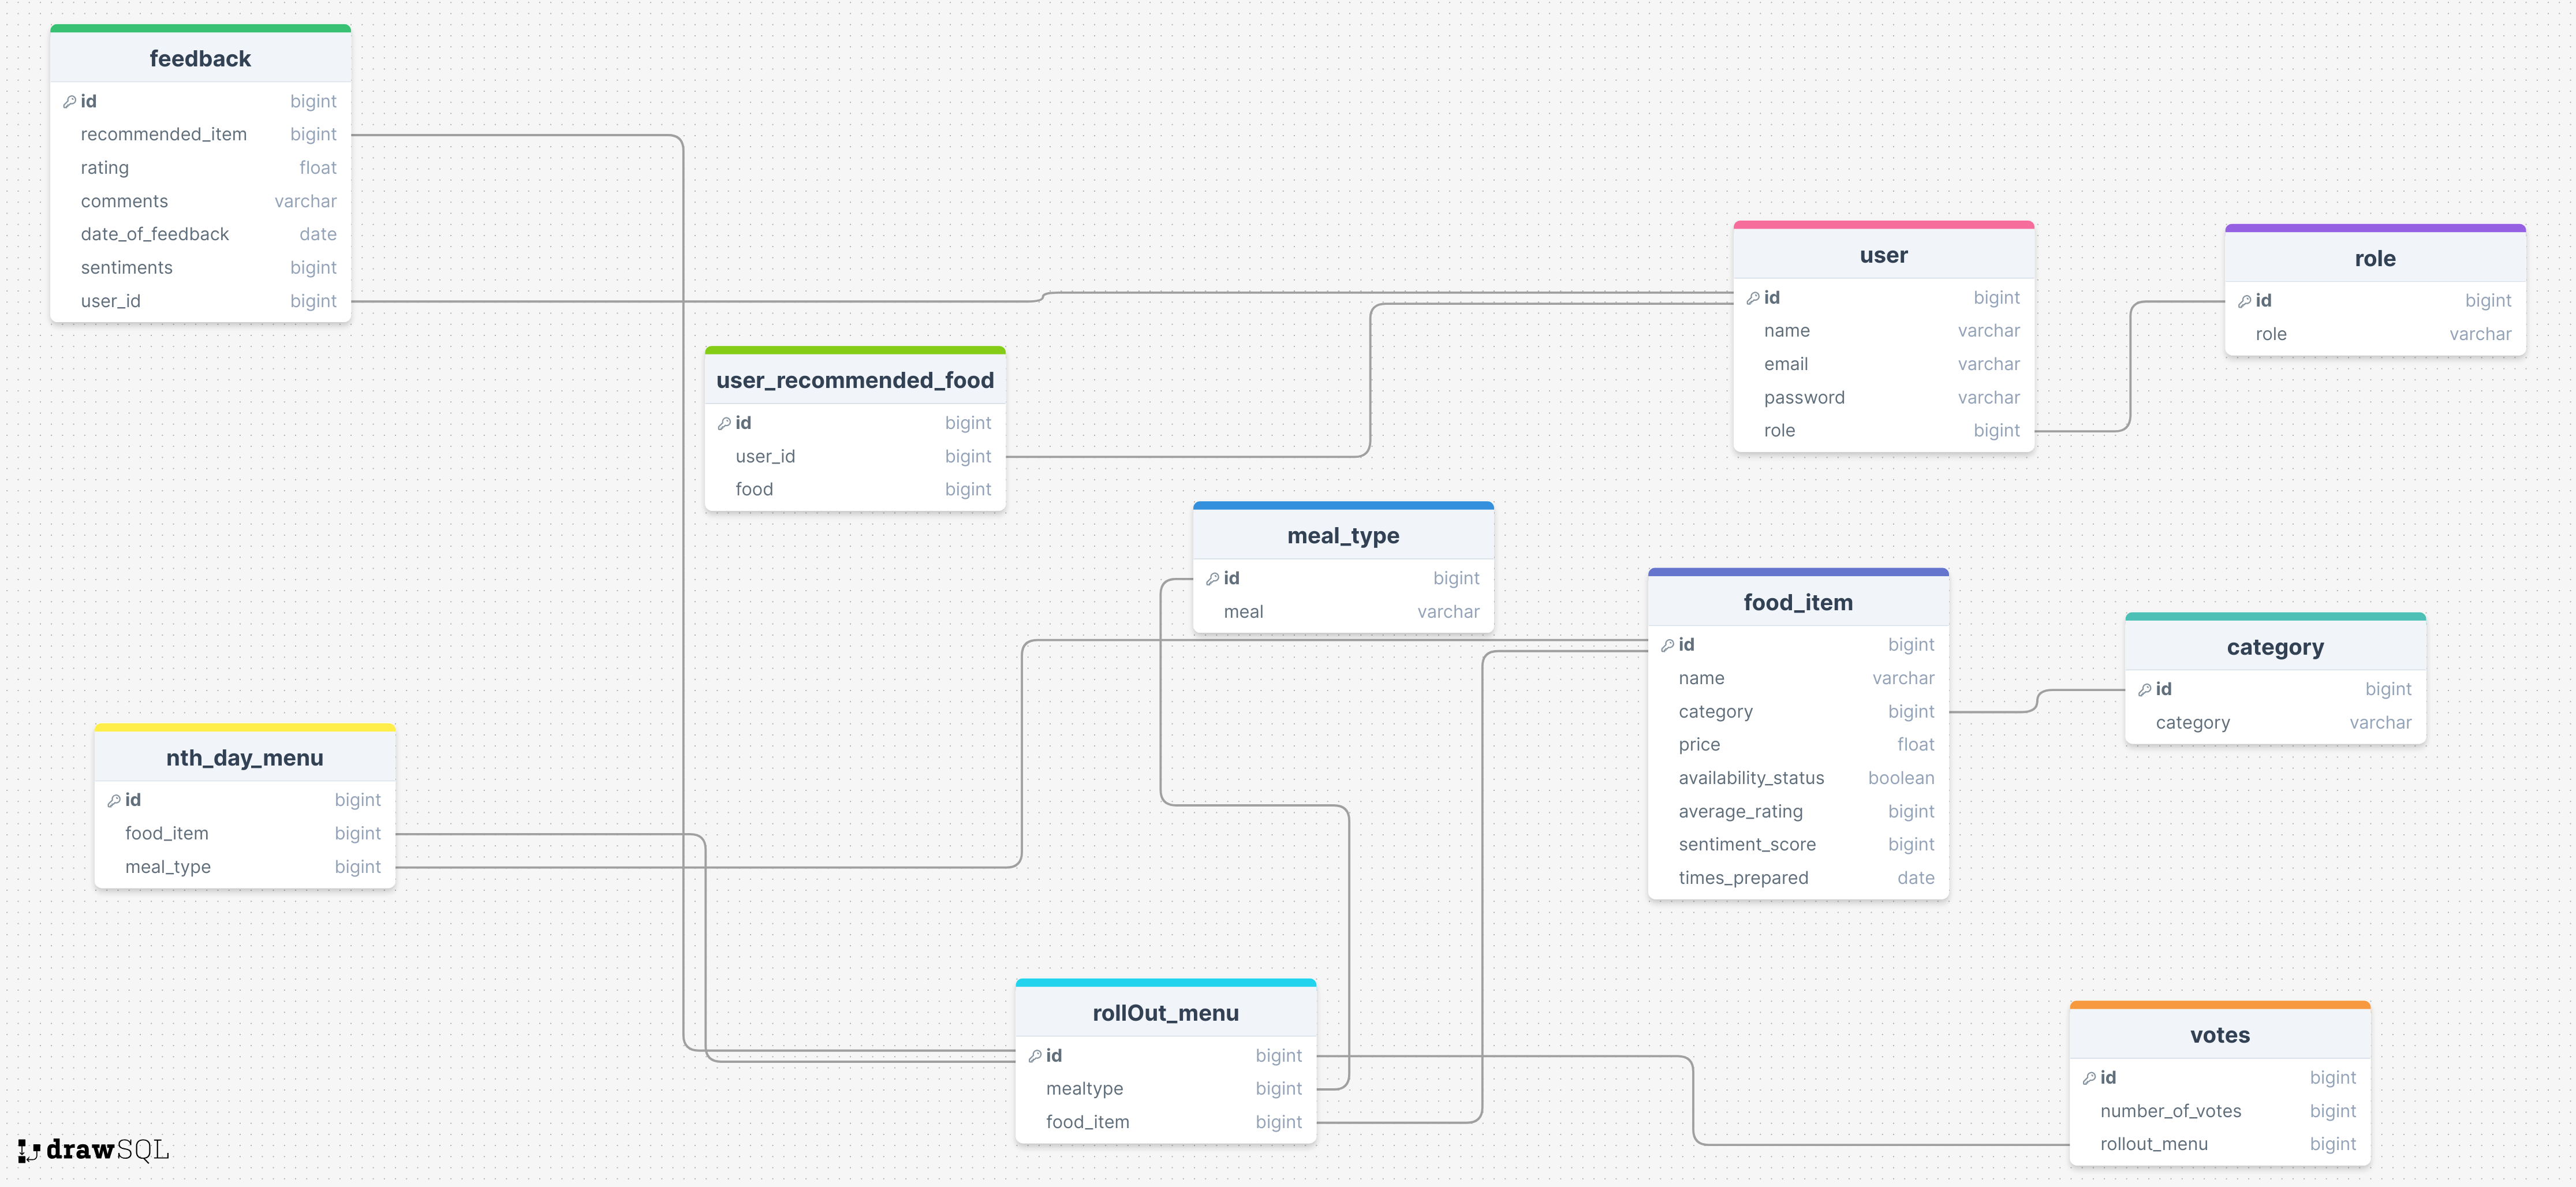 feedback
id bigint
recommended_item bigint
rating float
comments varchar
date_of_feedback date
sentiments bigint
user_id bigint
user
id bigint
name varchar
email varchar
password varchar
role bigint
role
id bigint
role varchar
user_recommended_food
id bigint
user_id bigint
food bigint
meal_type
id bigint
meal varchar
food_item
id bigint
name varchar
category bigint
price float
availability_status boolean
average_rating bigint
sentiment_score bigint
times_prepared date
category
id bigint
category varchar
nth_day_menu
id bigint
food_item bigint
meal_type bigint
rollOut_menu
id bigint
mealtype bigint
food_item bigint
votes
id bigint
number_of_votes bigint
rollout_menu bigint
drawSQL